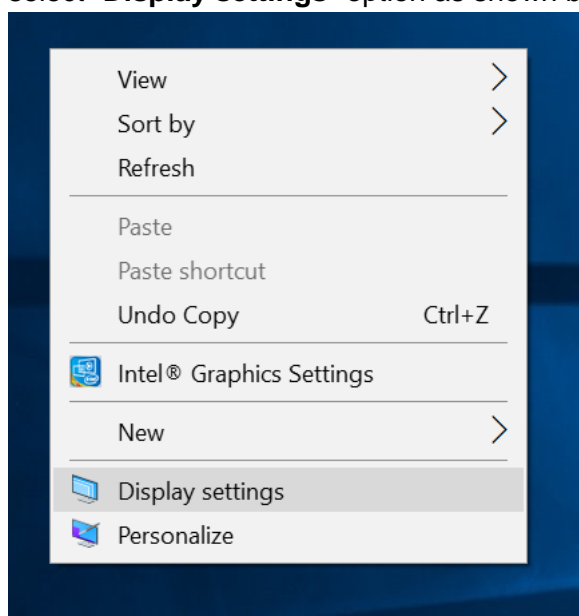 select "Display settings" option as shown b
View
Sort by
Refresh
Paste
Paste shortcut
Undo Copy Ctrl+Z
Intel® Graphics Settings
New
Display settings
Personalize